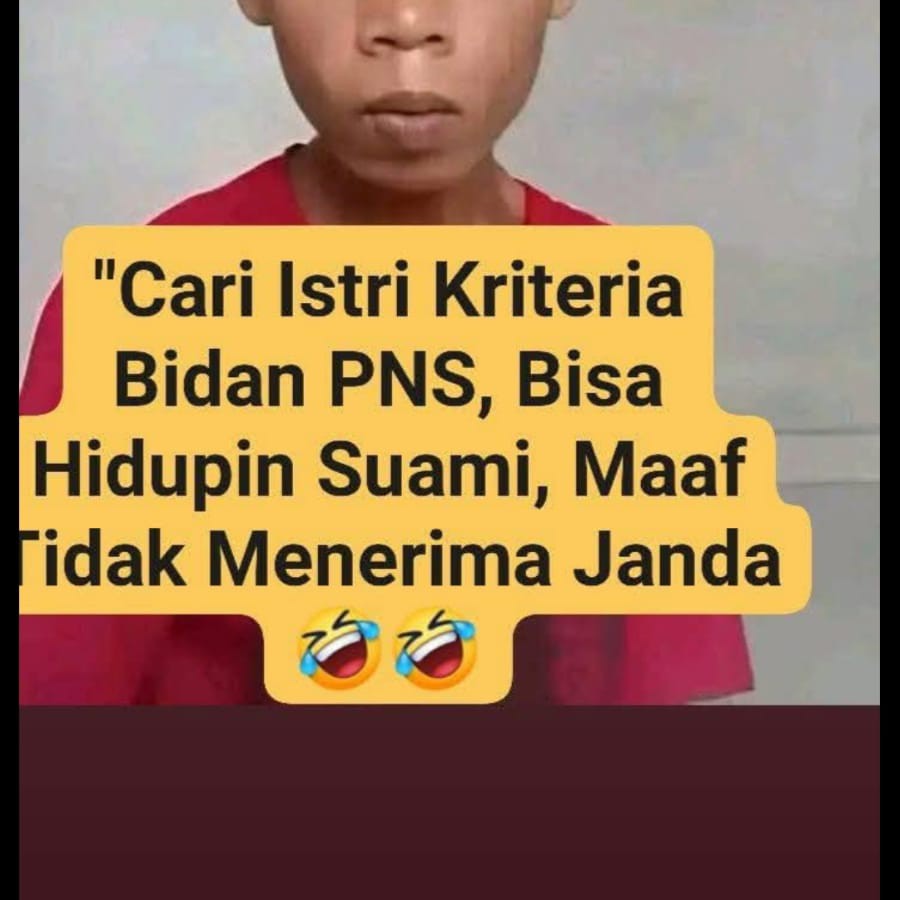 "Cari Istri Kriteria
Bidan PNS, Bisa
Hidupin Suami, Maaf
Tidak Menerima Janda
🤣🤣